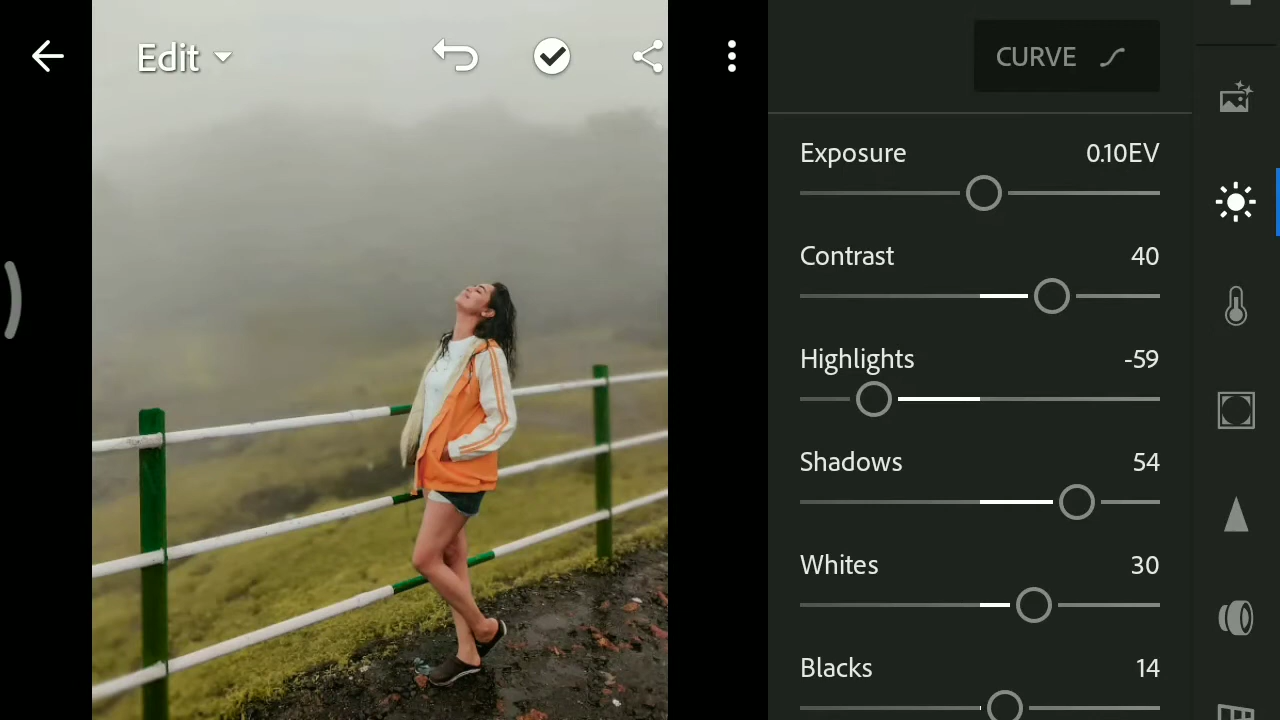 Edit
CURVE
Exposure 0.10EV
Contrast 40
Highlights -59
Shadows 54
Whites 30
Blacks 14